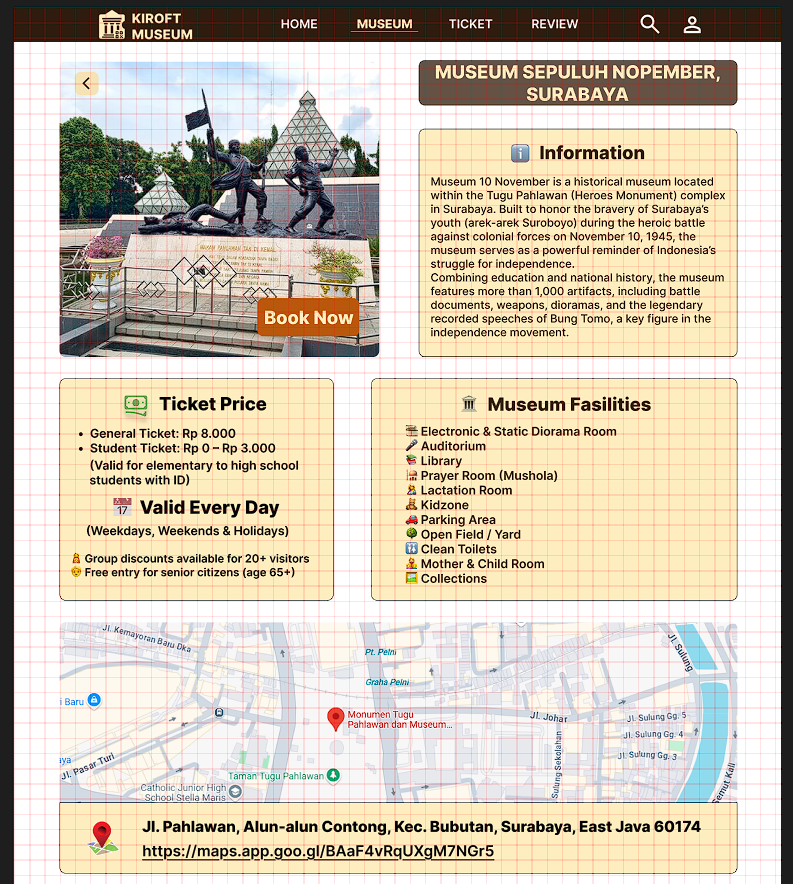 KIROFT
MUSEUM
HOME
MUSEUM
TICKET
REVIEW
MUSEUM SEPULUH NOPEMBER,
SURABAYA
Book Now
Information
Museum 10 November is a historical museum located
within the Tugu Pahlawan (Heroes Monument) complex
in Surabaya. Built to honor the bravery of Surabaya's
youth (arek-arek Suroboyo) during the heroic battle
against colonial forces on November 10, 1945, the
museum serves as a powerful reminder of Indonesia's
struggle for independence.
Combining education and national history, the museum
features more than 1,000 artifacts, including battle
documents, weapons, dioramas, and the legendary
recorded speeches of Bung Tomo, a key figure in the
independence movement.
Ticket Price
• General Ticket: Rp 8.000
• Student Ticket: Rp 0 – Rp 3.000
(Valid for elementary to high school
students with ID)
17 Valid Every Day
(Weekdays, Weekends & Holidays)
Group discounts available for 20+ visitors
Free entry for senior citizens (age 65+)
Museum Fasilities
Electronic & Static Diorama Room
Auditorium
Library
Prayer Room (Mushola)
Lactation Room
Kidzone
Parking Area
Open Field / Yard
Clean Toilets
Mother & Child Room
Collections
Jl. Kemayoran Baru Dka
Pt. Pelni
Graha Pelni
Jl. Sulung
i Baru
Monumen Tugu
Pahlawan dan Museum...
Jl. Johar
Jl. Sulung Gg. 5
Jl. Sulung Gg. 4
Jl. Sulung Gg. 3
aya
Jl. Pasar Turi
Taman Tugu Pahlawan
Jl. Sulung Sekolahan
Semut Kali
Catholic Junior High
School Stella Maris
Jl. Pahlawan, Alun-alun Contong, Kec. Bubutan, Surabaya, East Java 60174
https://maps.app.goo.gl/BAaF4vRqUXgM7NGr5